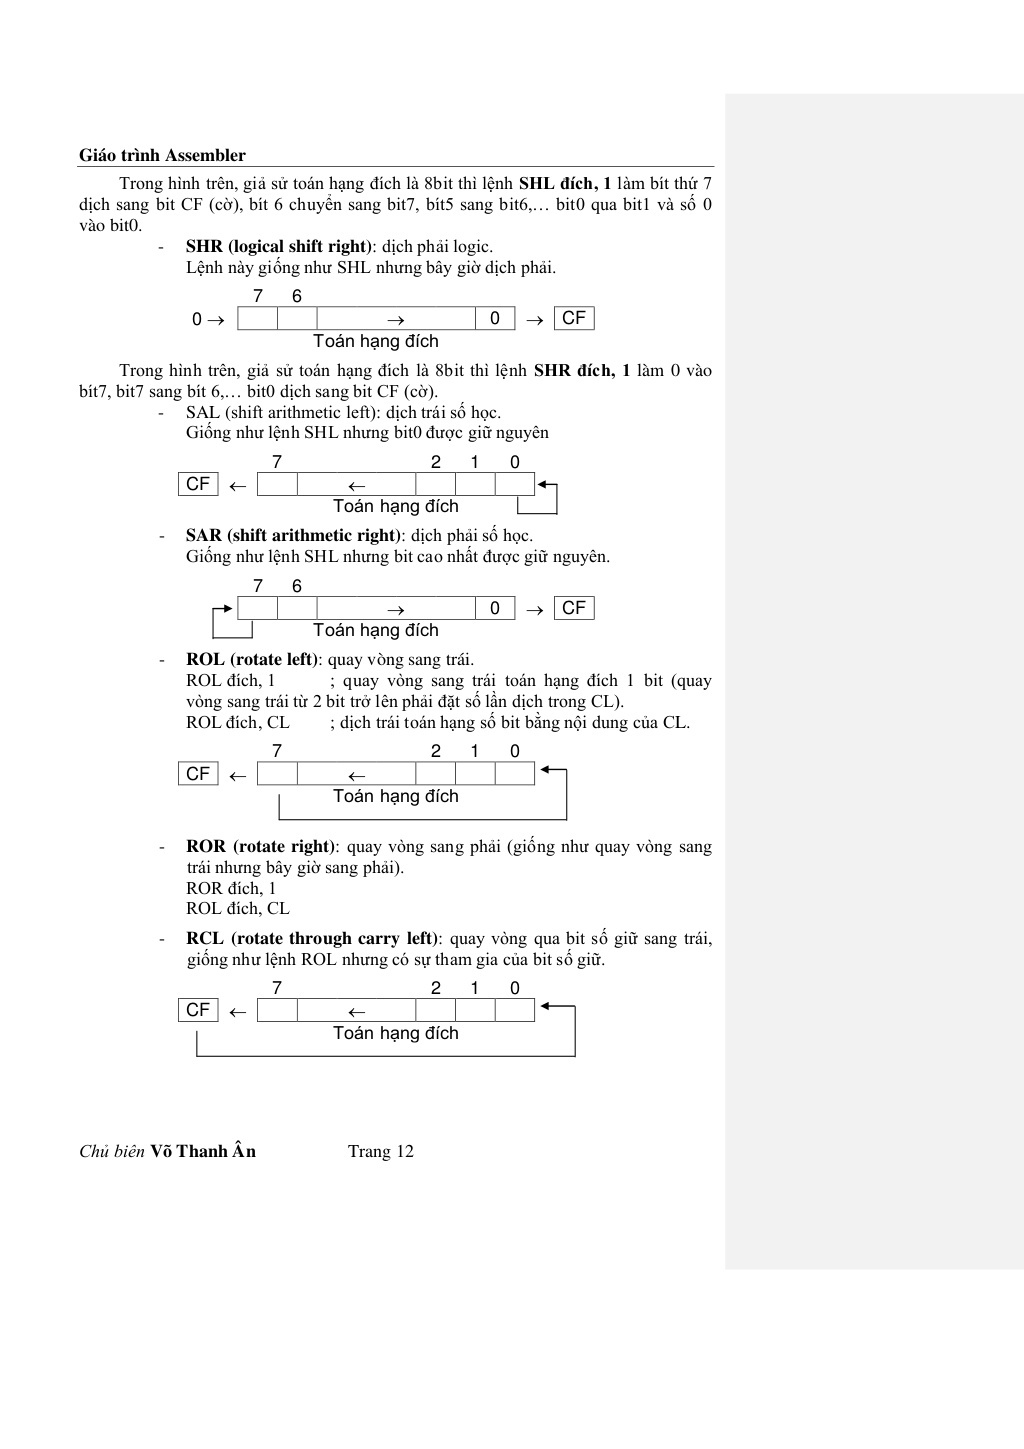 Giáo trình Assembler
Trong hình trên, giả sử toán hạng đích là 8bit thì lệnh SHL đích, 1 làm bít thứ 7
dịch sang bit CF (cờ), bít 6 chuyển sang bit7, bít5 sang bit6,… bit0 qua bit1 và số 0
vào bit0.
- SHR (logical shift right): dịch phải logic.
Lệnh này giống như SHL nhưng bây giờ dịch phải.
7 6
0 → → 0 → CF
Toán hạng đích
Trong hình trên, giả sử toán hạng đích là 8bit thì lệnh SHR đích, 1 làm 0 vào
bít7, bit7 sang bít 6,… bit0 dịch sang bit CF (cờ).
- SAL (shift arithmetic left): dịch trái số học.
Giống như lệnh SHL nhưng bit0 được giữ nguyên
7 2 1 0
CF ← ←
Toán hạng đích
- SAR (shift arithmetic right): dịch phải số học.
Giống như lệnh SHL nhưng bit cao nhất được giữ nguyên.
7 6
→ 0 → CF
Toán hạng đích
- ROL (rotate left): quay vòng sang trái.
ROL đích, 1 ; quay vòng sang trái toán hạng đích 1 bit (quay
vòng sang trái từ 2 bit trở lên phải đặt số lần dịch trong CL).
ROL đích, CL ; dịch trái toán hạng số bit bằng nội dung của CL.
7 2 1 0
CF ← ←
Toán hạng đích
- ROR (rotate right): quay vòng sang phải (giống như quay vòng sang
trái nhưng bây giờ sang phải).
ROR đích, 1
ROL đích, CL
- RCL (rotate through carry left): quay vòng qua bit số giữ sang trái,
giống như lệnh ROL nhưng có sự tham gia của bit số giữ.
7 2 1 0
CF ← ←
Toán hạng đích
Chủ biên Võ Thanh Ân Trang 12